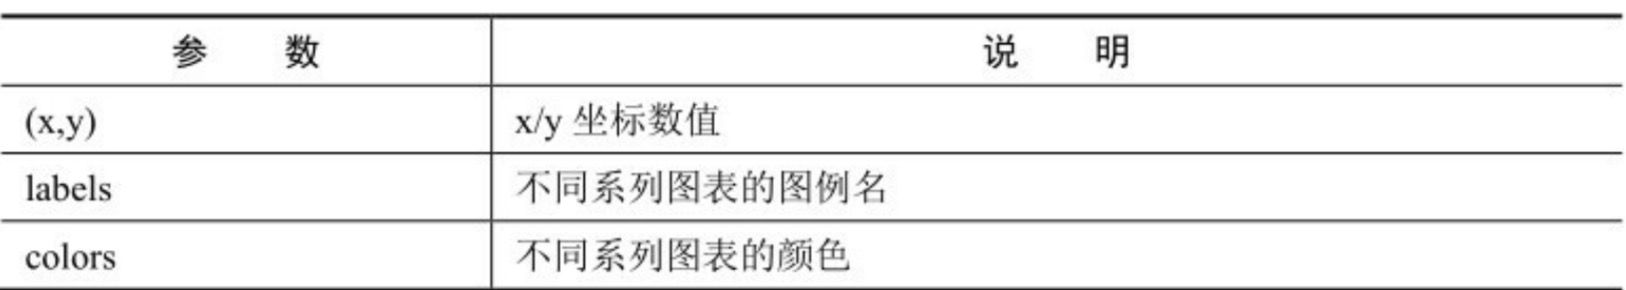 参 数 说 明
(x,y) x/y 坐标数值
labels 不同系列图表的图例名
colors 不同系列图表的颜色